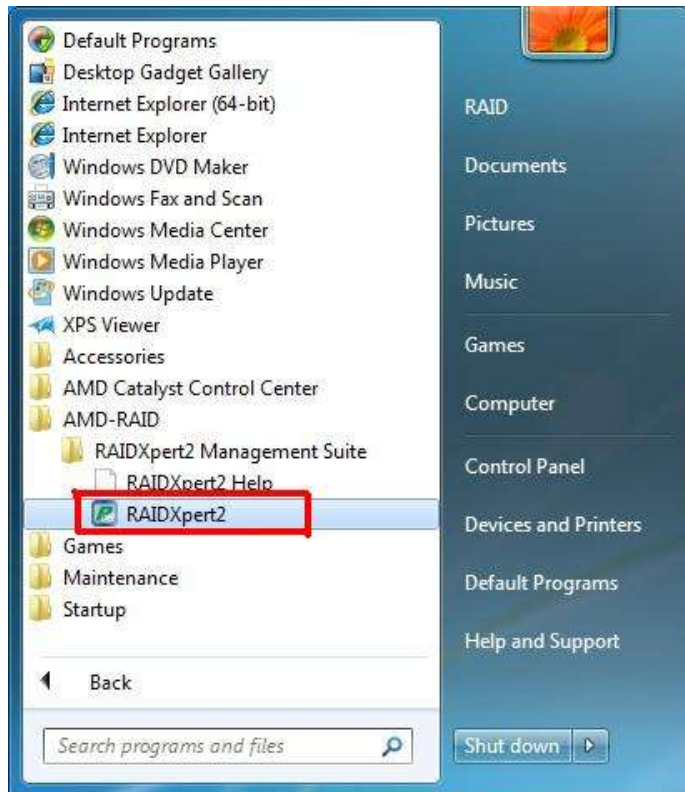 Default Programs
Desktop Gadget Gallery
Internet Explorer (64-bit)
Internet Explorer
Windows DVD Maker
Windows Fax and Scan
Windows Media Center
Windows Media Player
Windows Update
XPS Viewer
Accessories
AMD Catalyst Control Center
AMD-RAID
RAIDXpert2 Management Suite
RAIDXpert2 Help
RAIDXpert2
Games
Maintenance
Startup
Back
Search programs and files
RAID
Documents
Pictures
Music
Games
Computer
Control Panel
Devices and Printers
Default Programs
Help and Support
Shut down